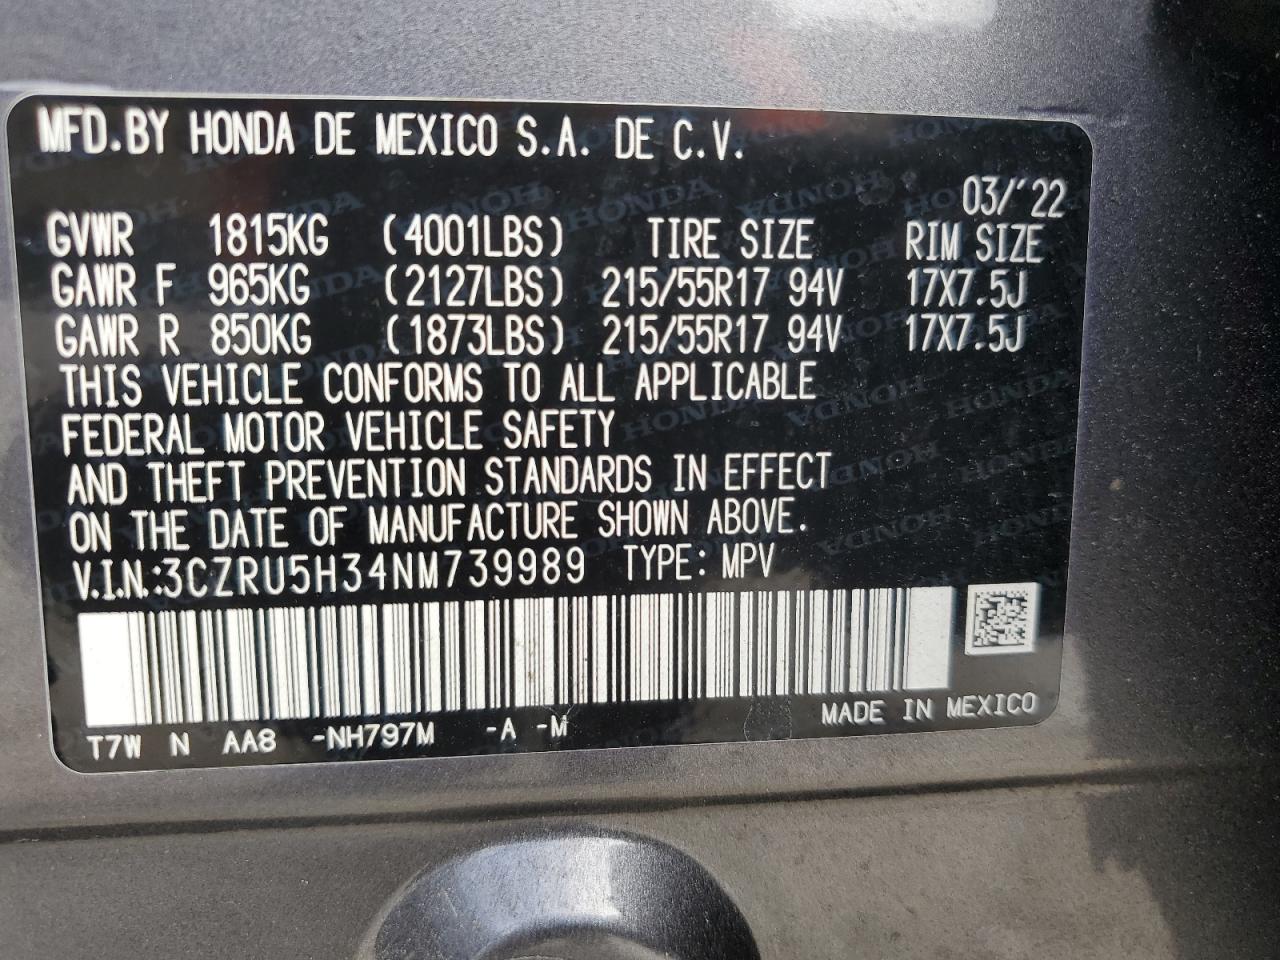 MFD.BY HONDA DE MEXICO S.A. DE C.V.
03/'22
GVWR 1815KG (4001LBS) TIRE SIZE RIM SIZE
GAWR F 965KG (2127LBS) 215/55R17 94V 17X7.5J
GAWR R 850KG (1873LBS) 215/55R17 94V 17X7.5J
THIS VEHICLE CONFORMS TO ALL APPLICABLE
FEDERAL MOTOR VEHICLE SAFETY
AND THEFT PREVENTION STANDARDS IN EFFECT
ON THE DATE OF MANUFACTURE SHOWN ABOVE.
V.I.N.:3CZRU5H34NM739989 TYPE: MPV
MADE IN MEXICO
T7W N AA8 -NH797M -A -M